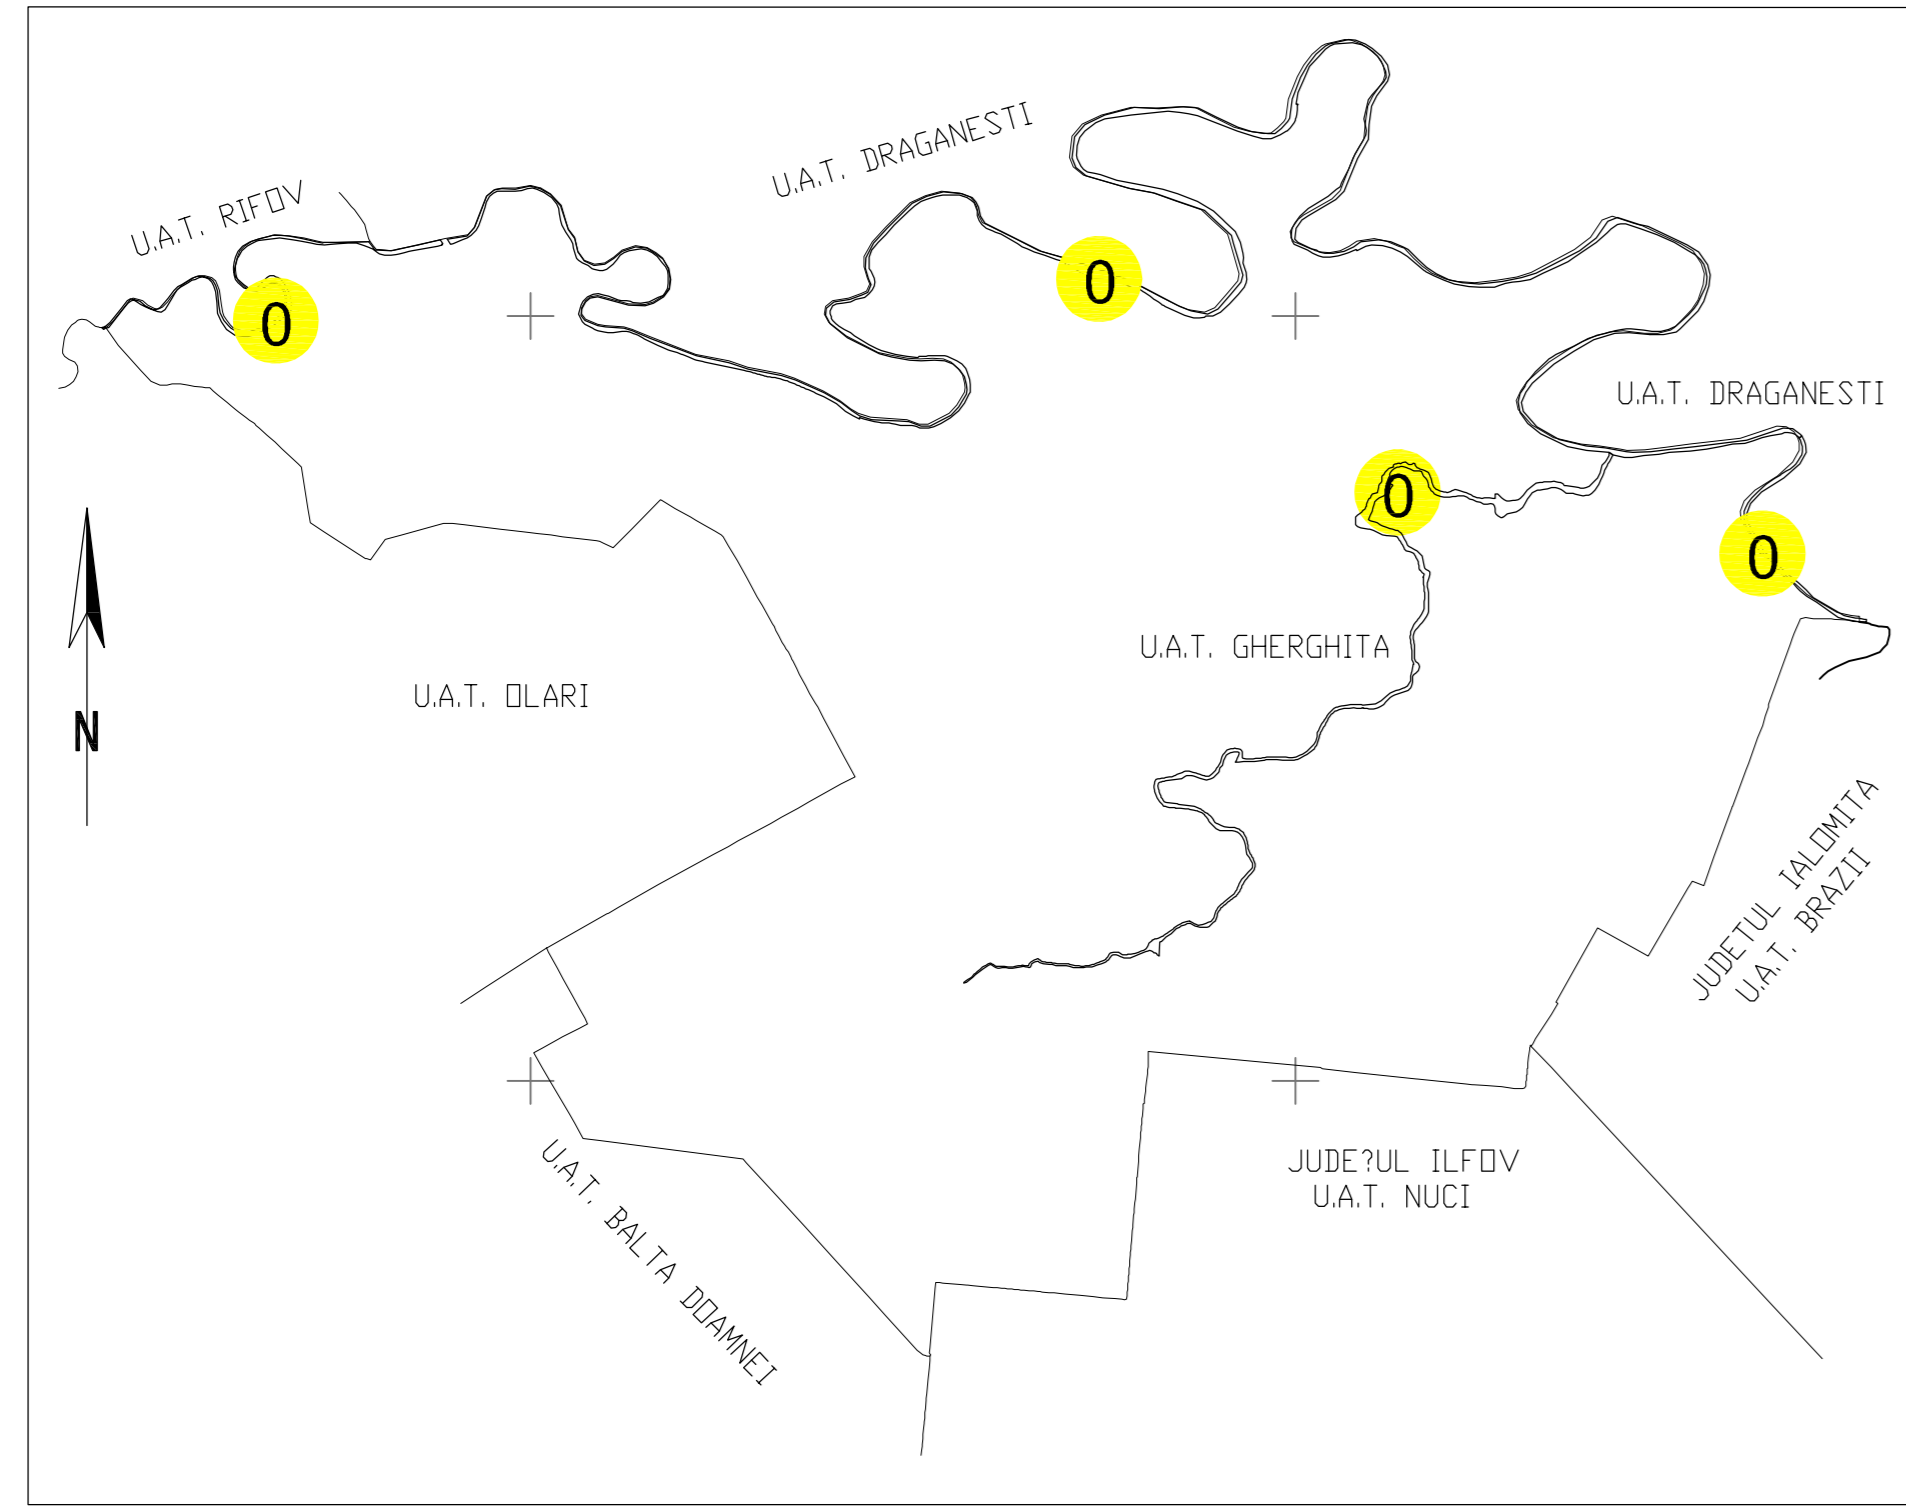 U.A.T. DRAGANESTI
U.A.T. RIFOV
0
0
U.A.T. DRAGANESTI
0
0
U.A.T. GHERGHITA
U.A.T. OLARI
N
JUDETUL IALOMITA
U.A.T. BRAZII
JUDE?UL ILFOV
U.A.T. NUCI
U.A.T. BALTA DOAMNEI